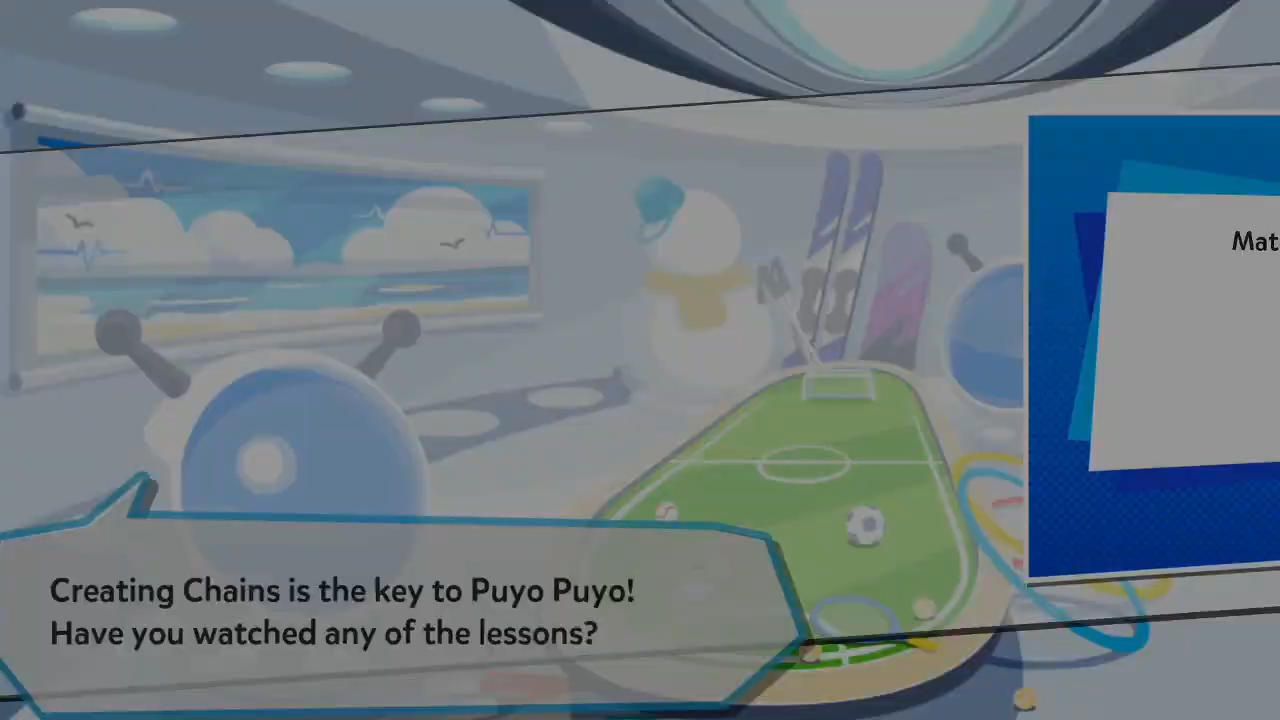 Mat
Creating Chains is the key to Puyo Puyo!
Have you watched any of the lessons?